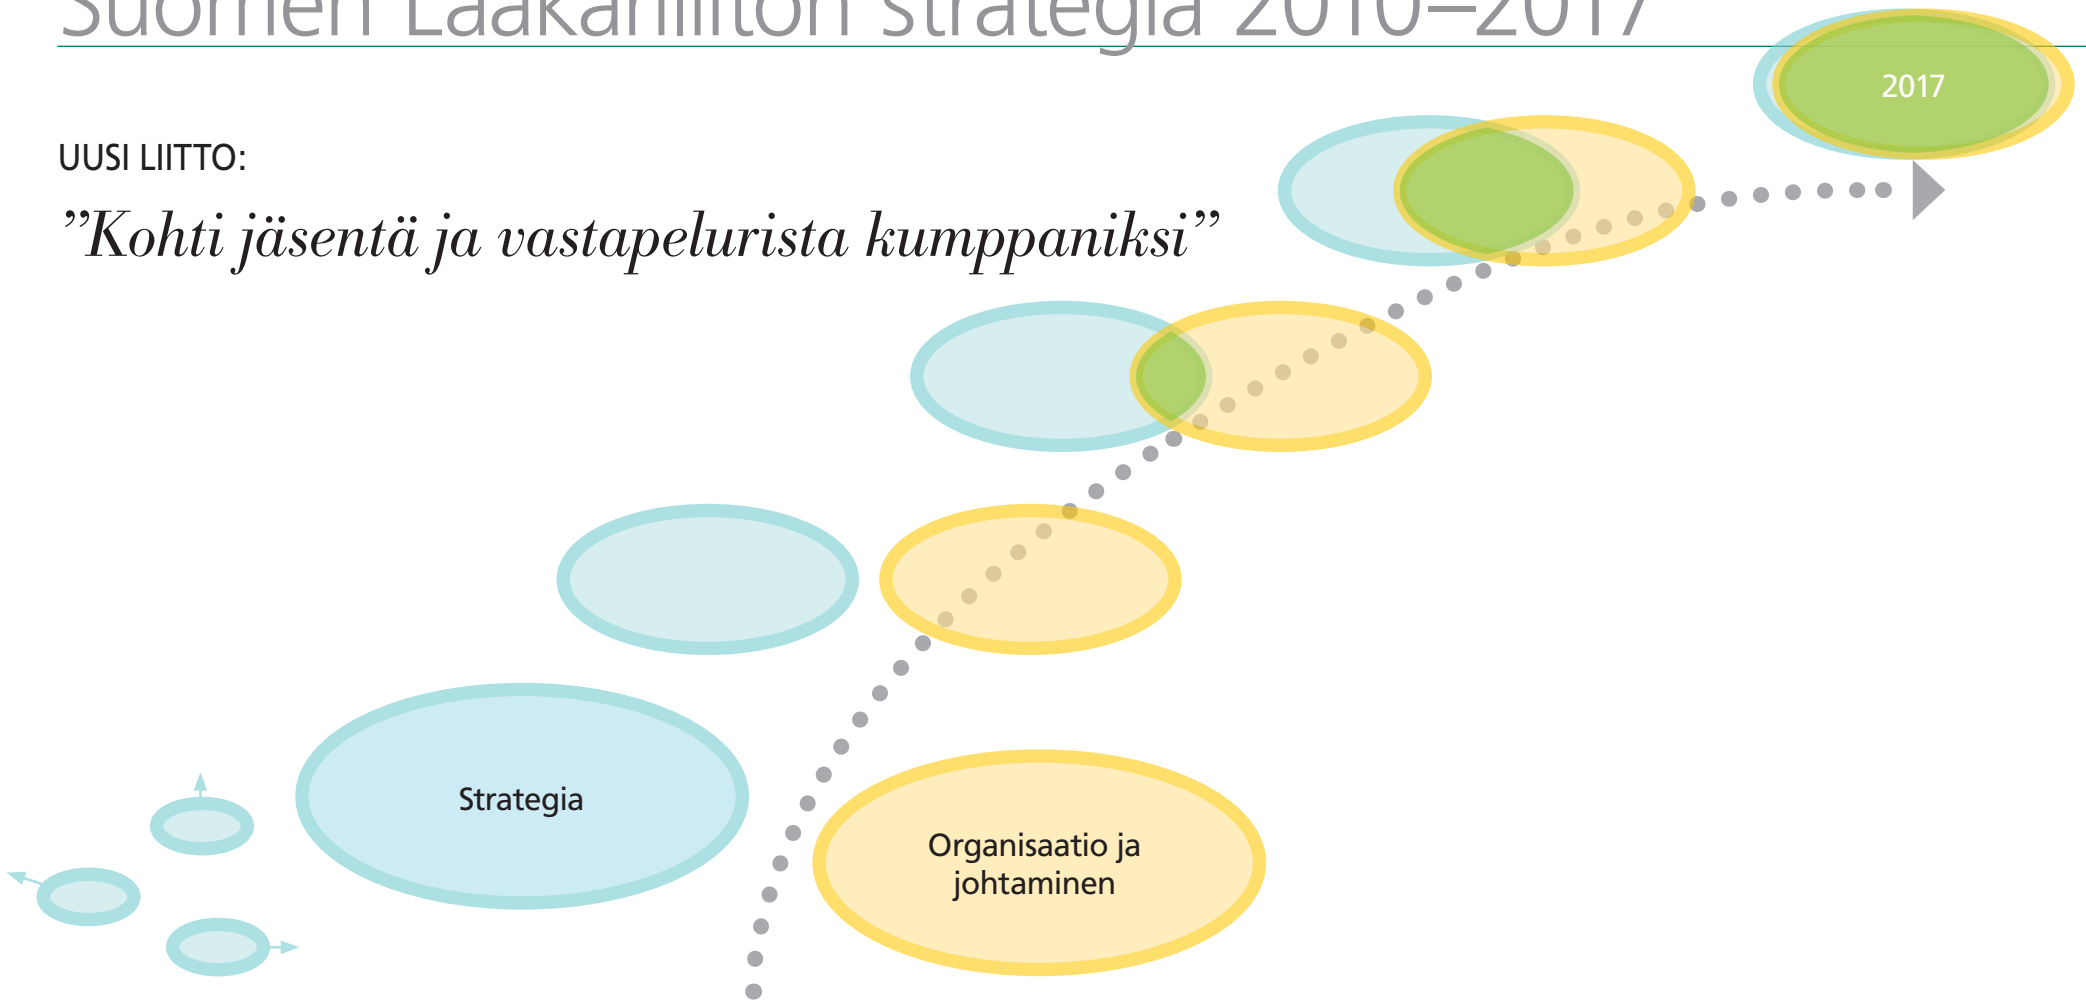 Suomen Lääkäriliiton strategia 2010–2017
2017
UUSI LIITTO:
”Kohti jäsentä ja vastapelurista kumppaniksi”
Strategia
Organisaatio ja
johtaminen